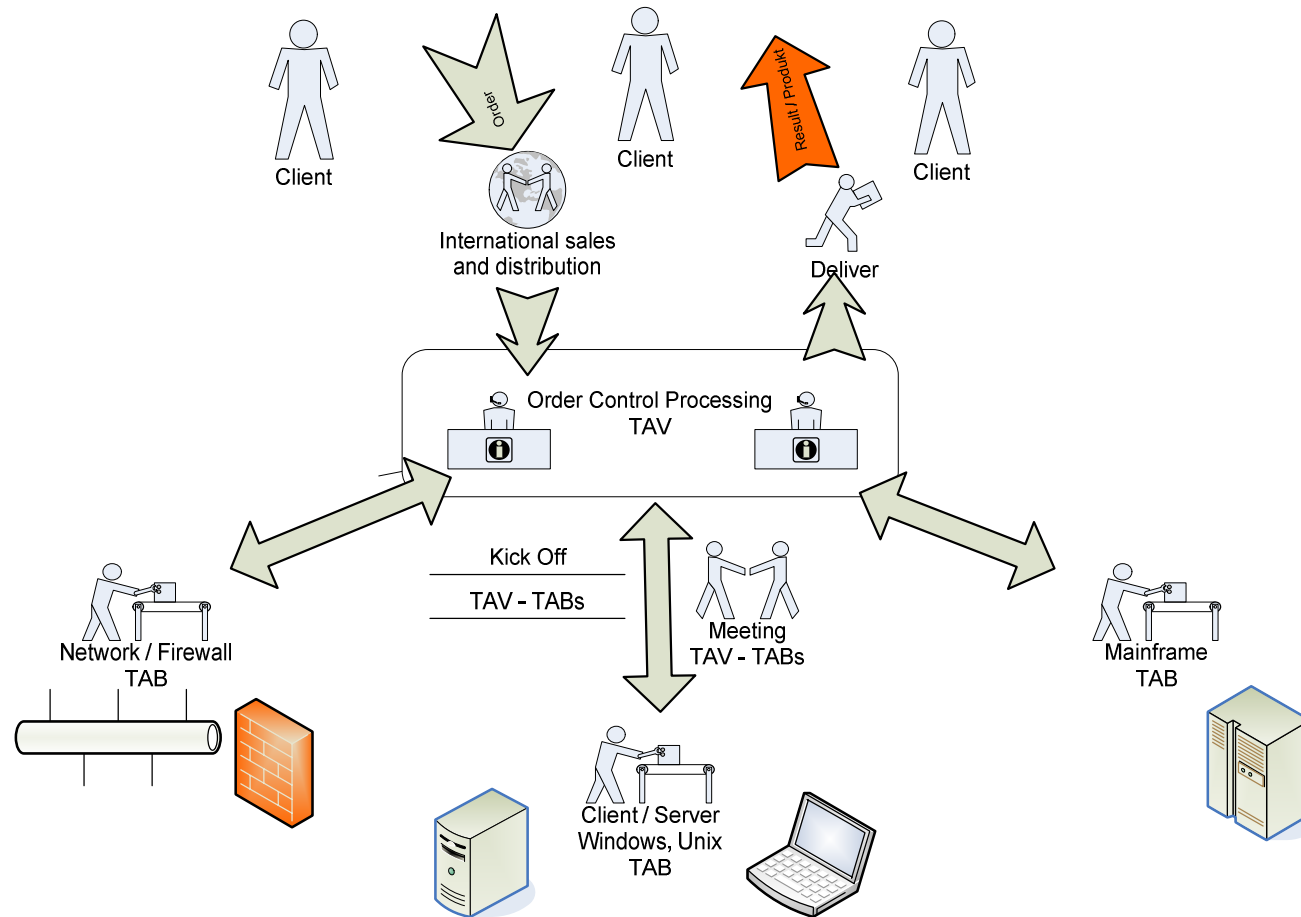 Order
Result / Produkt
Client
Client
Client
International sales
and distribution
Deliver
Order Control Processing
TAV
Kick Off
TAV - TABs
Meeting
TAV - TABs
Network / Firewall
TAB
Mainframe
TAB
Client / Server
Windows, Unix
TAB